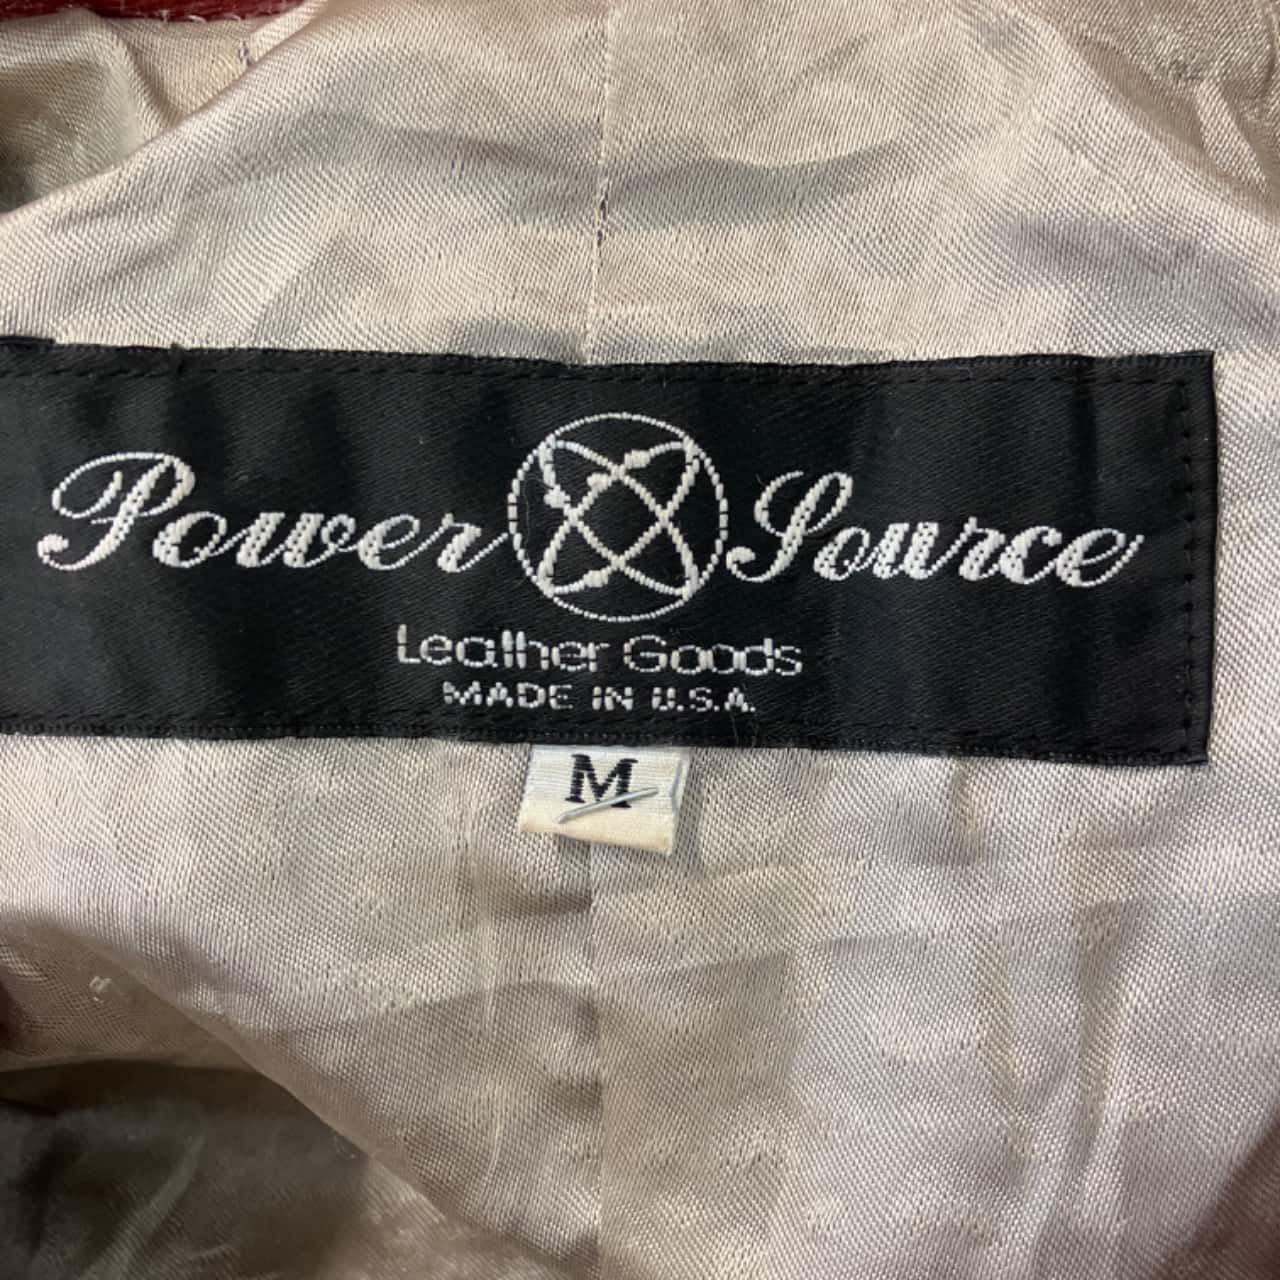 Power Source
Leather Goods
MADE IN U.S.A.
M